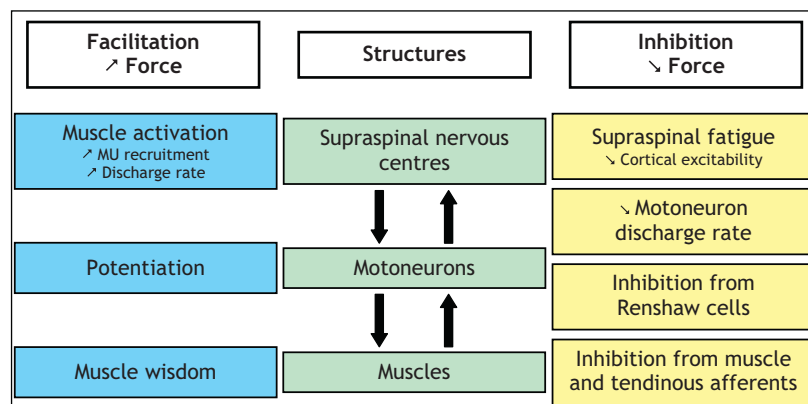 Facilitation
↗ Force
Structures
Inhibition
↘ Force
Muscle activation
↗ MU recruitment
↗ Discharge rate
Supraspinal nervous
centres
Supraspinal fatigue
↘ Cortical excitability
↘ Motoneuron
discharge rate
Potentiation
Motoneurons
Inhibition from
Renshaw cells
Muscle wisdom
Muscles
Inhibition from muscle
and tendinous afferents